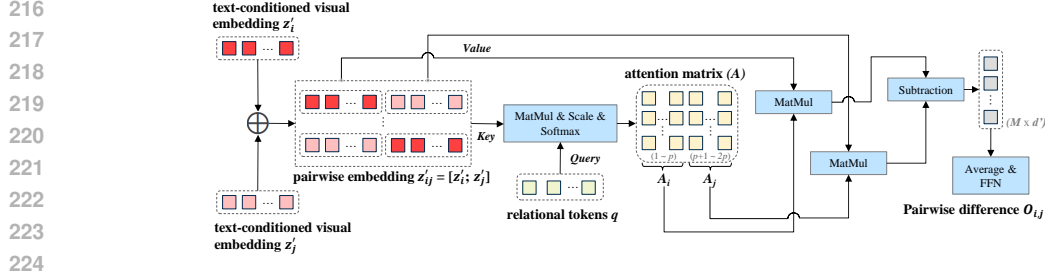 216
217
218
219
220
221
222
223
224
text-conditioned visual
embedding z′i
...
Value
Key
Query
pairwise embedding z′ij = [z′i; z′j]
text-conditioned visual
embedding z′j
MatMul & Scale &
Softmax
relational tokens q
attention matrix (A)
(1 ~ p) (p+1 ~ 2p)
Ai Aj
MatMul
MatMul
Subtraction
(M x d')
Average &
FFN
Pairwise difference Oi,j